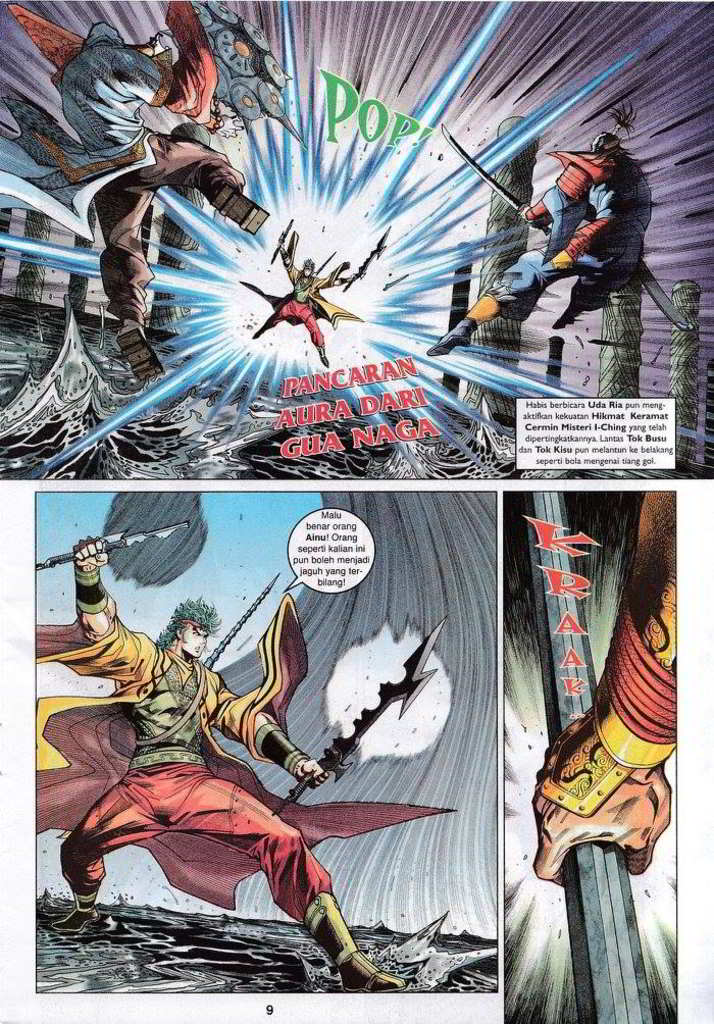 POP!
PANCARAN
AURA DARI
GUA NAGA
Habis berbicara Uda Ria pun meng-
aktifkan kekuatan Hikmat Keramat
Cermin Misteri I-Ching yang telah
dipertingkatkannya. Lantas Tok Busu
dan Tok Kisu pun melantun ke belakang
seperti bola mengenai tiang gol.
Malu
benar orang
Ainu! Orang
seperti kalian ini
pun boleh menjadi
jaguh yang ter-
bilang!
KRAAK
9